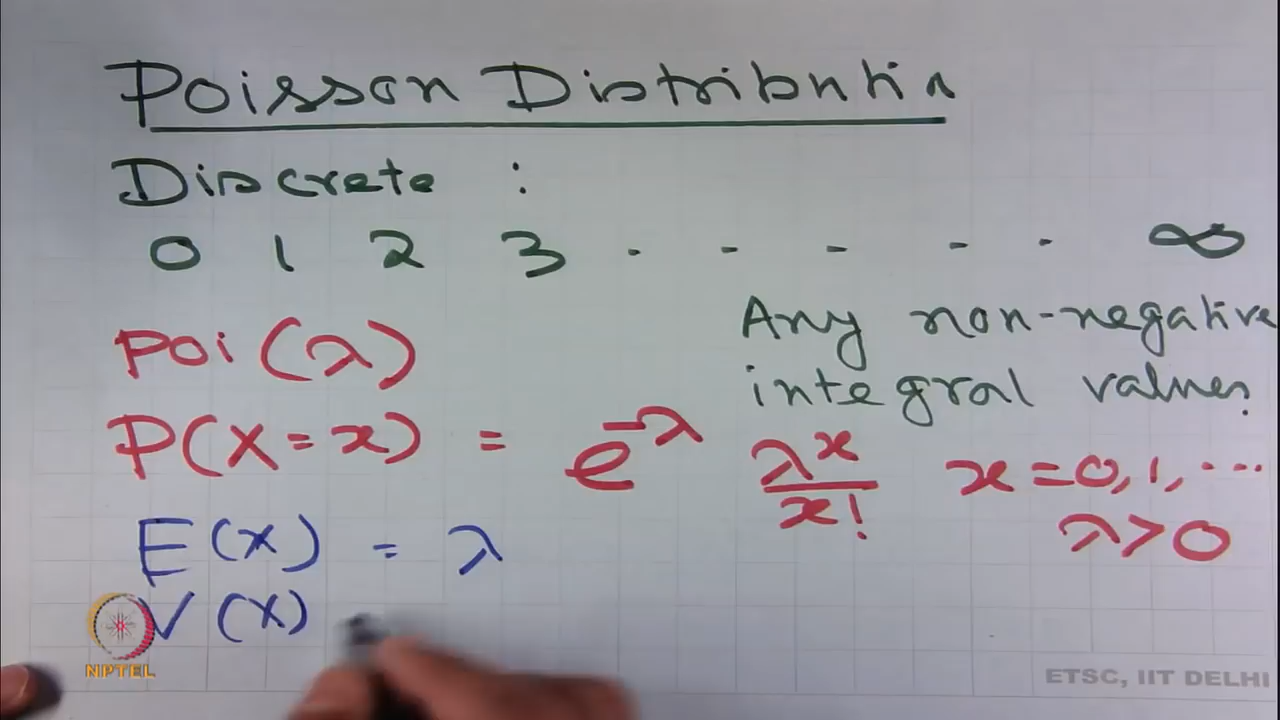 Poisson Distributin
Discrete :
0 1 2 3 - - - - - ∞
Any non-negative
integral values.
Poi (λ)
P(X=x) = e^-λ λ^x/x! x=0,1,...
λ>0
E(X) = λ
V(X)
NPTEL
ETSC, IIT DELHI